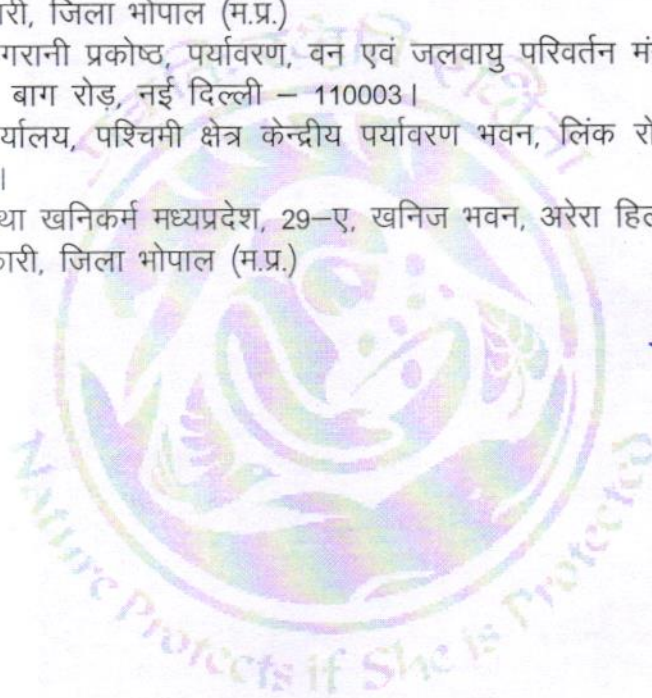 ारी, जिला भोपाल (म.प्र.)
गरानी प्रकोष्ठ, पर्यावरण, वन एवं जलवायु परिवर्तन मं
बाग रोड़, नई दिल्ली – 110003।
र्यालय, पश्चिमी क्षेत्र केन्द्रीय पर्यावरण भवन, लिंक रो
।
था खनिकर्म मध्यप्रदेश, 29–ए, खनिज भवन, अरेरा हिल
कारी, जिला भोपाल (म.प्र.)
Nature Protects if She is Protected